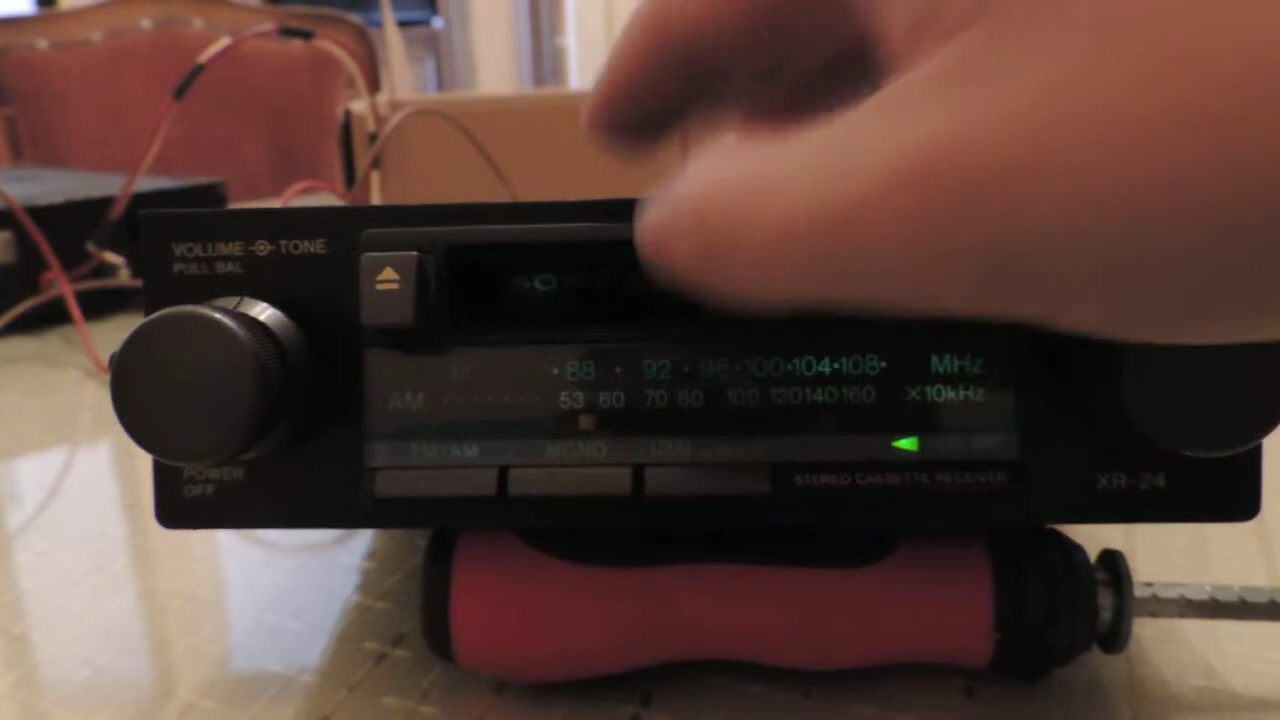 VOLUME TONE
PULL BAL
88 92 96 100 104 108 MHz
AM 53 60 70 80 100 120 140 160 X10kHz
FM/AM MONO
POWER
OFF
STEREO CASSETTE RECEIVER
XR-24